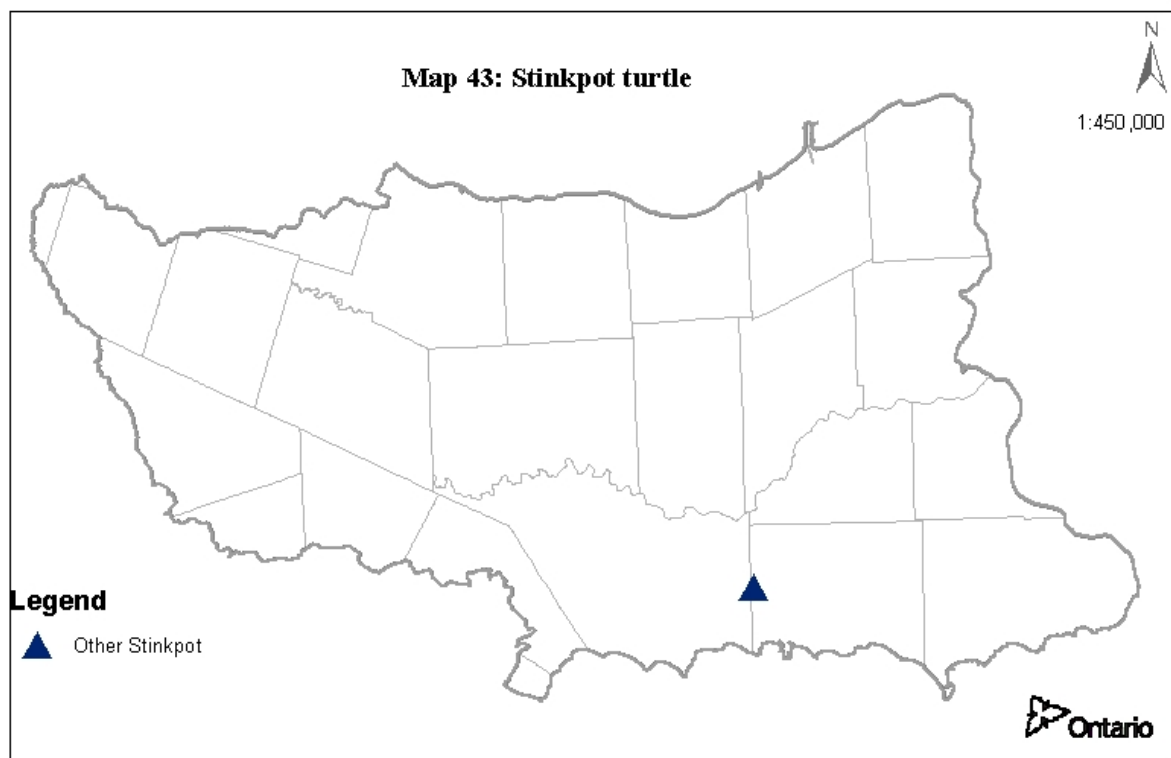 N
Map 43: Stinkpot turtle
1:450,000
Legend
Other Stinkpot
Ontario